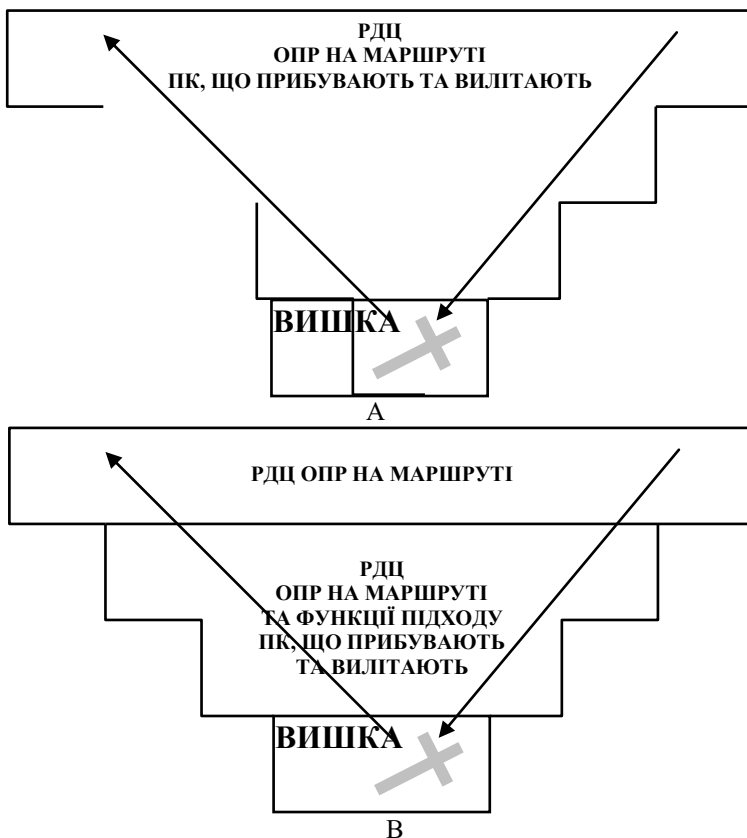 РДЦ
ОПР НА МАРШРУТІ
ПК, ЩО ПРИБУВАЮТЬ ТА ВИЛІТАЮТЬ
ВИШКА
А
РДЦ ОПР НА МАРШРУТІ
РДЦ
ОПР НА МАРШРУТІ
ТА ФУНКЦІЇ ПІДХОДУ
ПК, ЩО ПРИБУВАЮТЬ
ТА ВИЛІТАЮТЬ
ВИШКА
В